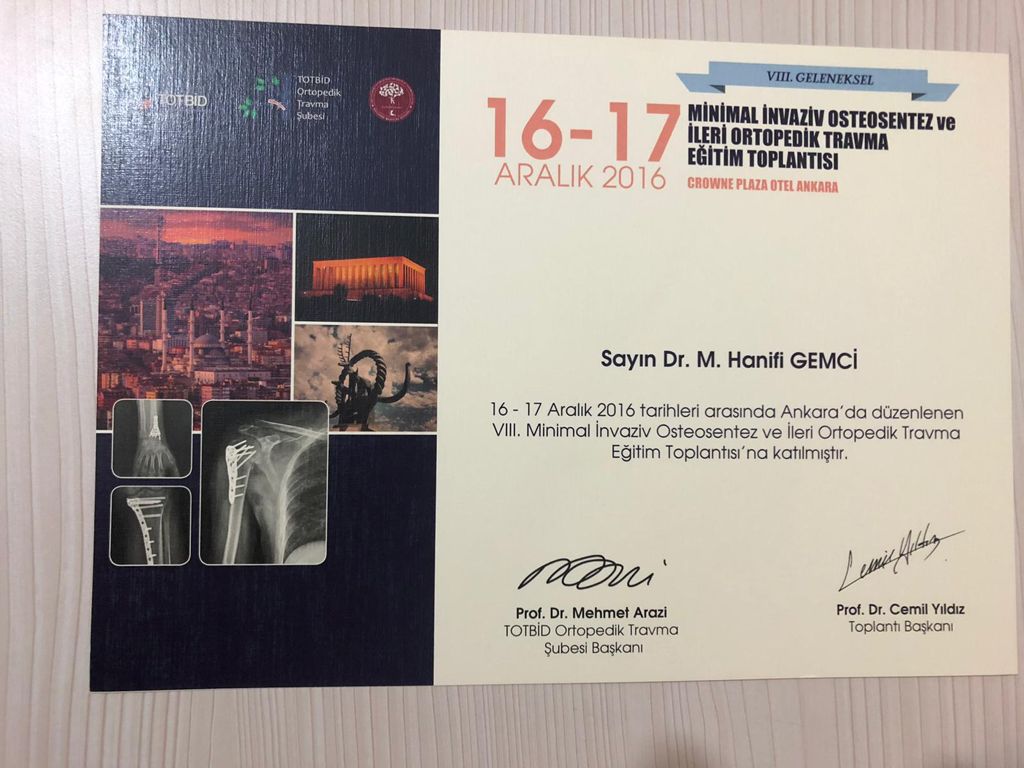 TOTBİD
TOTBİD
Ortopedik
Travma
Şubesi
VIII. GELENEKSEL
16-17
ARALIK 2016
MİNİMAL İNVAZİV OSTEOSENTEZ ve
İLERİ ORTOPEDİK TRAVMA
EĞİTİM TOPLANTISI
CROWNE PLAZA OTEL ANKARA
Sayın Dr. M. Hanifi GEMCİ
16 - 17 Aralık 2016 tarihleri arasında Ankara'da düzenlenen
VIII. Minimal İnvaziv Osteosentez ve İleri Ortopedik Travma
Eğitim Toplantısı'na katılmıştır.
Prof. Dr. Mehmet Arazi
TOTBİD Ortopedik Travma
Şubesi Başkanı
Cemil Yıldız
Prof. Dr. Cemil Yıldız
Toplantı Başkanı